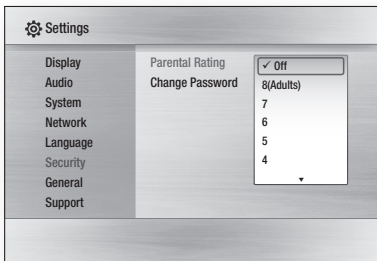 Settings
Display
Audio
System
Network
Language
Security
General
Support
Parental Rating
Change Password
✓ Off
8(Adults)
7
6
5
4